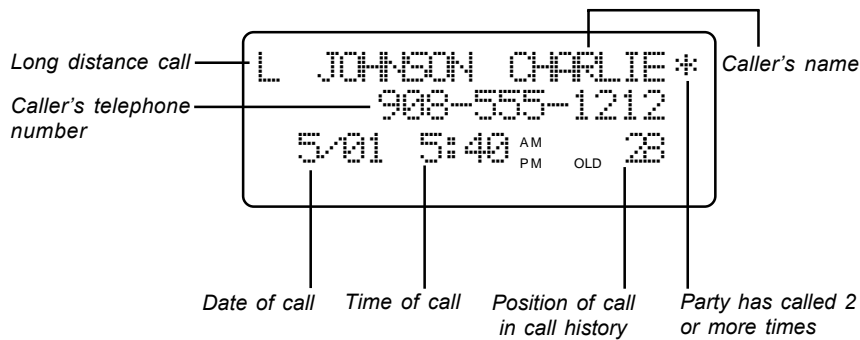 Long distance call
L JOHNSON CHARLIE*
Caller's name
Caller's telephone
number
908-555-1212
5/01 5:40 AM PM OLD 28
Date of call
Time of call
Position of call
in call history
Party has called 2
or more times